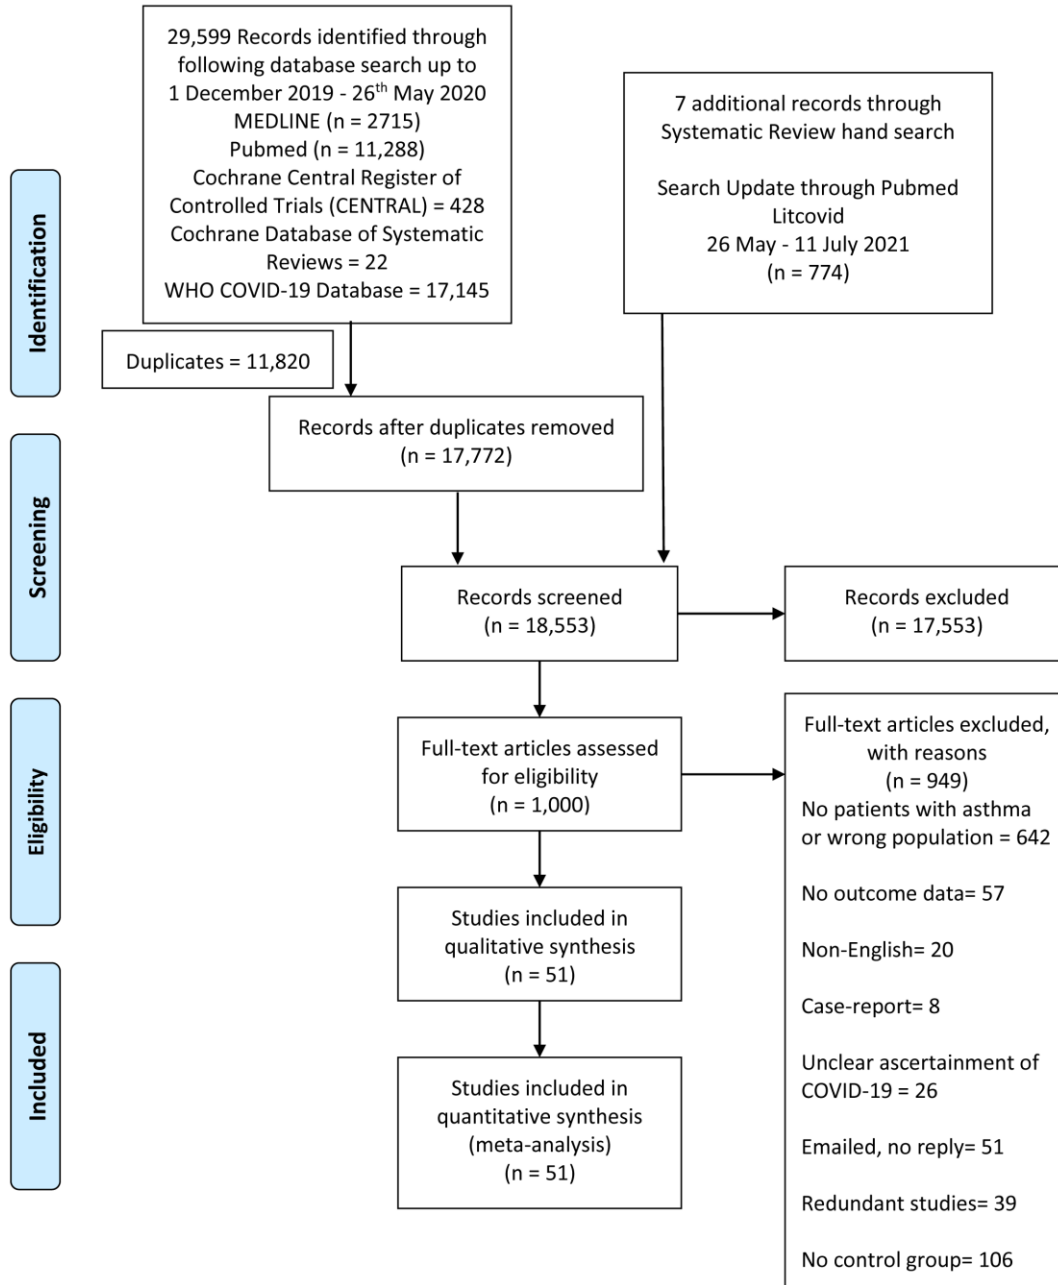 29,599 Records identified through
following database search up to
1 December 2019 - 26th May 2020
MEDLINE (n = 2715)
Pubmed (n = 11,288)
Cochrane Central Register of
Controlled Trials (CENTRAL) = 428
Cochrane Database of Systematic
Reviews = 22
WHO COVID-19 Database = 17,145
7 additional records through
Systematic Review hand search
Search Update through Pubmed
Litcovid
26 May - 11 July 2021
(n = 774)
Identification
Duplicates = 11,820
Records after duplicates removed
(n = 17,772)
Screening
Records screened
(n = 18,553)
Records excluded
(n = 17,553)
Eligibility
Full-text articles assessed
for eligibility
(n = 1,000)
Full-text articles excluded,
with reasons
(n = 949)
No patients with asthma
or wrong population = 642
No outcome data= 57
Non-English= 20
Case-report= 8
Unclear ascertainment of
COVID-19 = 26
Emailed, no reply= 51
Redundant studies= 39
No control group= 106
Studies included in
qualitative synthesis
(n = 51)
Included
Studies included in
quantitative synthesis
(meta-analysis)
(n = 51)